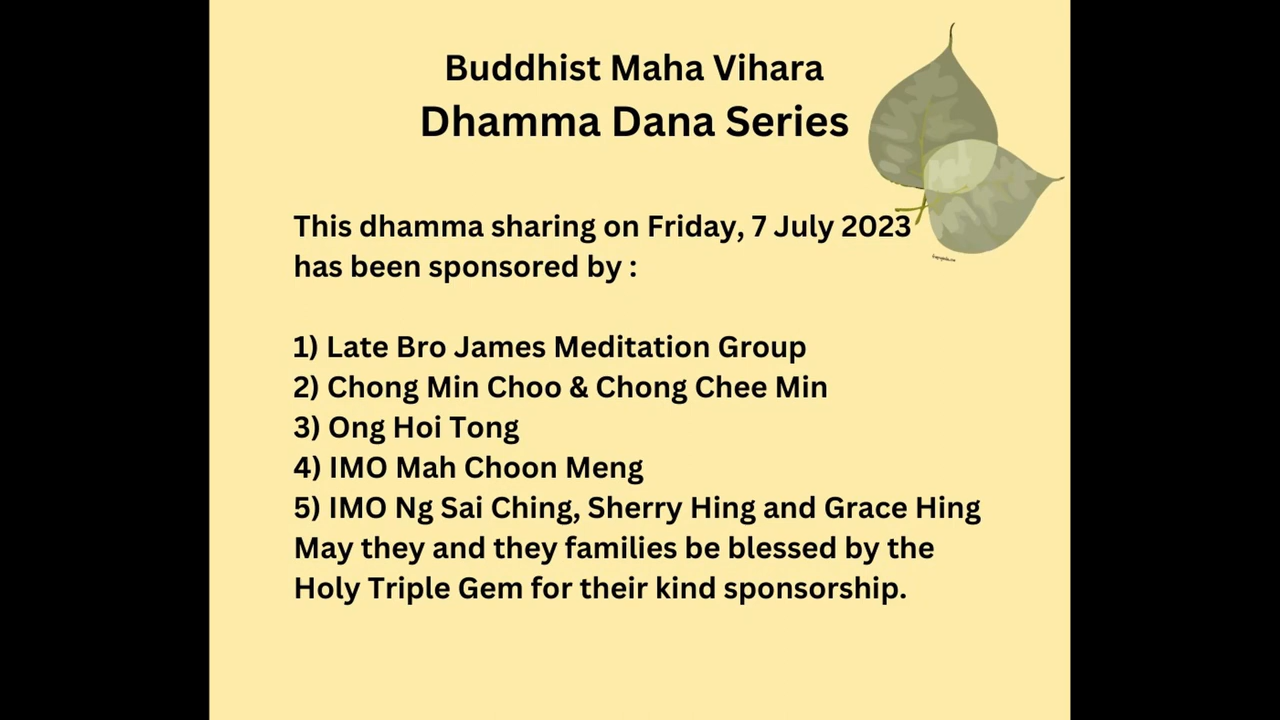 Buddhist Maha Vihara
Dhamma Dana Series
This dhamma sharing on Friday, 7 July 2023
has been sponsored by :
1) Late Bro James Meditation Group
2) Chong Min Choo & Chong Chee Min
3) Ong Hoi Tong
4) IMO Mah Choon Meng
5) IMO Ng Sai Ching, Sherry Hing and Grace Hing
May they and they families be blessed by the
Holy Triple Gem for their kind sponsorship.